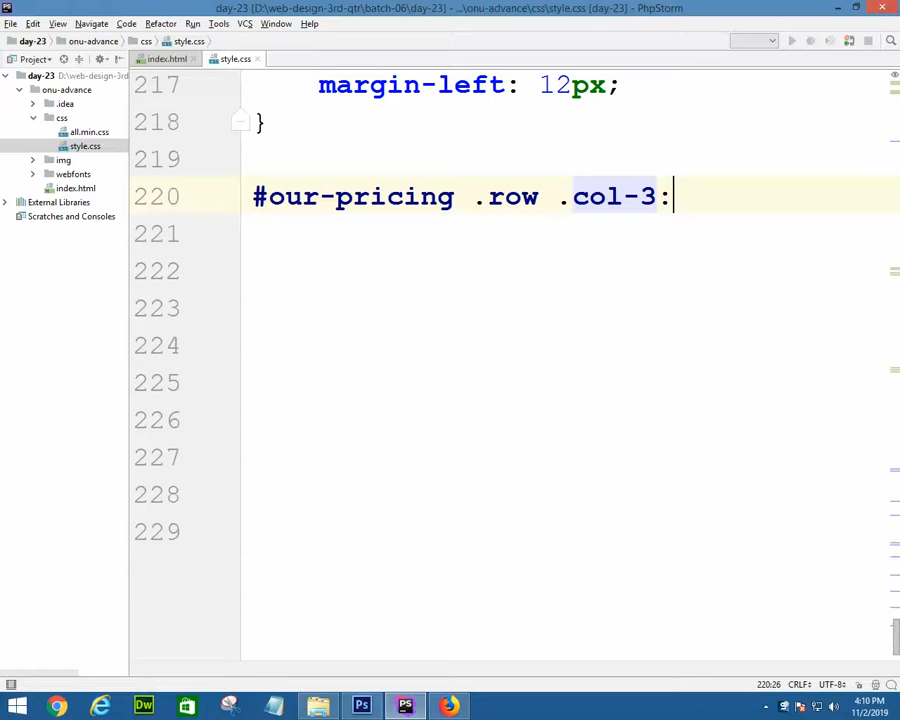 day-23 [D:\web-design-3rd-qtr\batch-06\day-23] - ...\onu-advance\css\style.css [day-23] - PhpStorm
File Edit View Navigate Code Refactor Run Tools VCS Window Help
day-23 onu-advance css style.css
Project index.html style.css
day-23 D:\web-design-3rd
onu-advance
.idea
css
all.min.css
style.css
img
webfonts
index.html
External Libraries
Scratches and Consoles
217 margin-left: 12px;
218 }
219
220 #our-pricing .row .col-3:
221
222
223
224
225
226
227
228
229
220:26 CRLF UTF-8
4:10 PM
11/2/2019